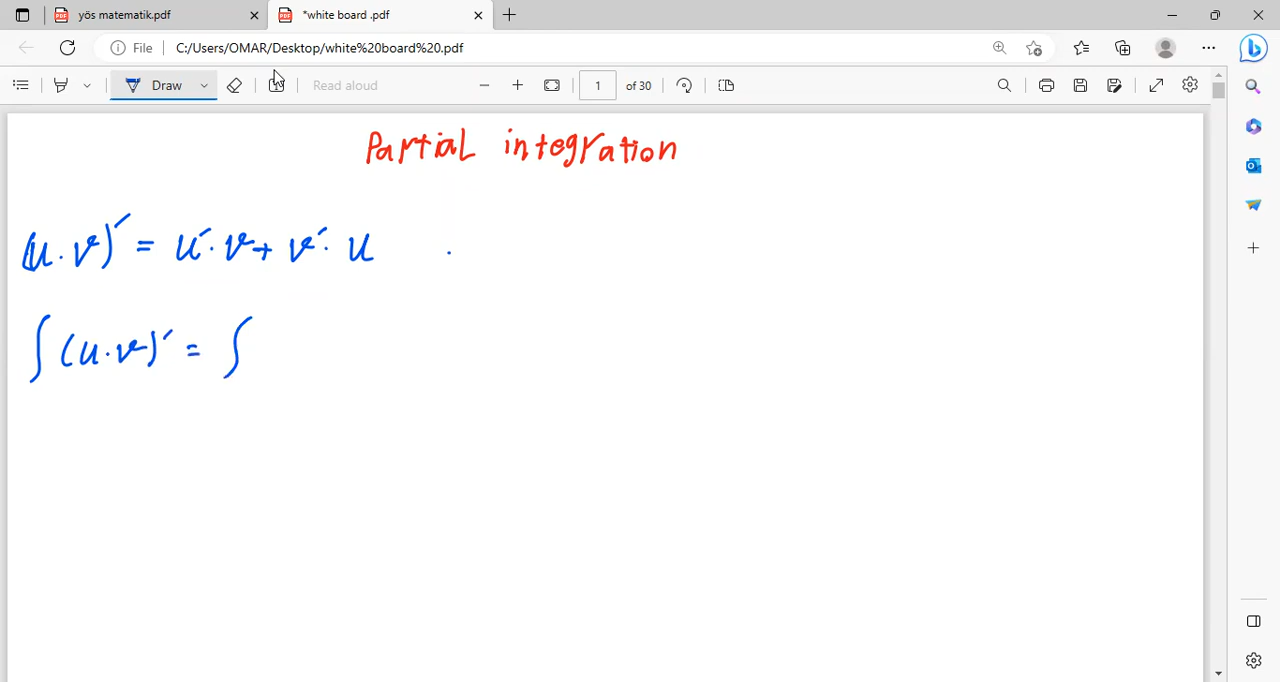 yös matematik.pdf *white board .pdf
File C:/Users/OMAR/Desktop/white%20board%20.pdf
Draw Read aloud 1 of 30
Partial integration
(u·v)′ = u′·v + v′·u
∫(u·v)′ = ∫